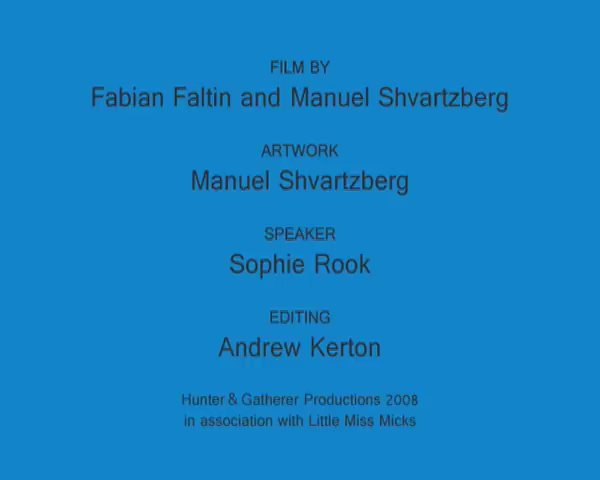 FILM BY
Fabian Faltin and Manuel Shvartzberg
ARTWORK
Manuel Shvartzberg
SPEAKER
Sophie Rook
EDITING
Andrew Kerton
Hunter & Gatherer Productions 2008
in association with Little Miss Micks